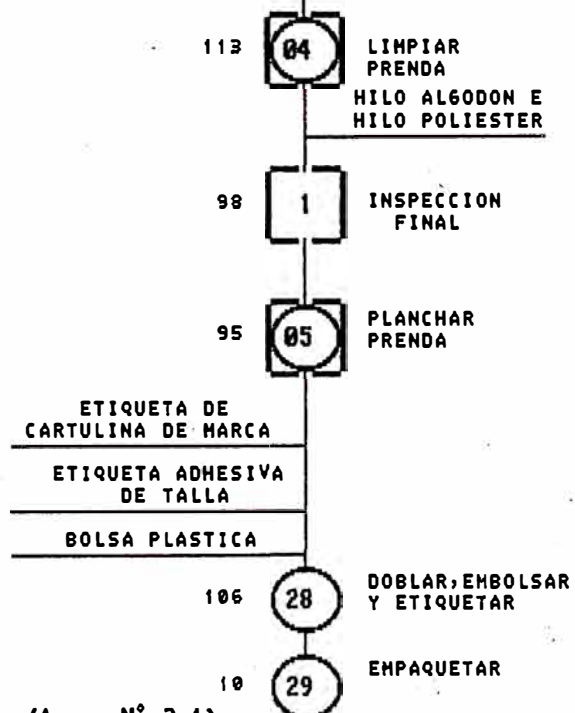 113 04 LIMPIAR
PRENDA
HILO ALGODON E
HILO POLIESTER
98 1 INSPECCION
FINAL
95 05 PLANCHAR
PRENDA
ETIQUETA DE
CARTULINA DE MARCA
ETIQUETA ADHESIVA
DE TALLA
BOLSA PLASTICA
106 28 DOBLAR, EMBOLSAR
Y ETIQUETAR
10 29 EMPAQUETAR